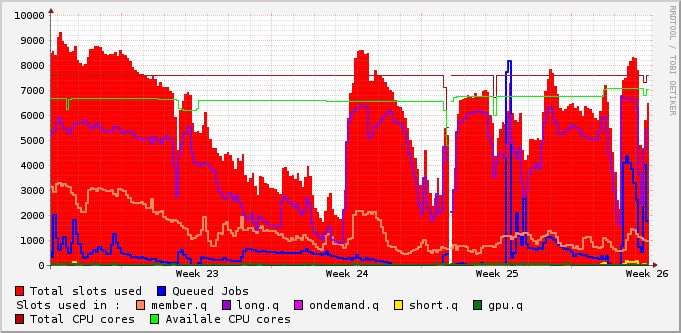 10000
9000
8000
7000
6000
5000
4000
3000
2000
1000
0
Week 23 Week 24 Week 25 Week 26
RRDTOOL / TOBI OETIKER
Total slots used Queued Jobs
Slots used in : member.q long.q ondemand.q short.q gpu.q
Total CPU cores Availale CPU cores